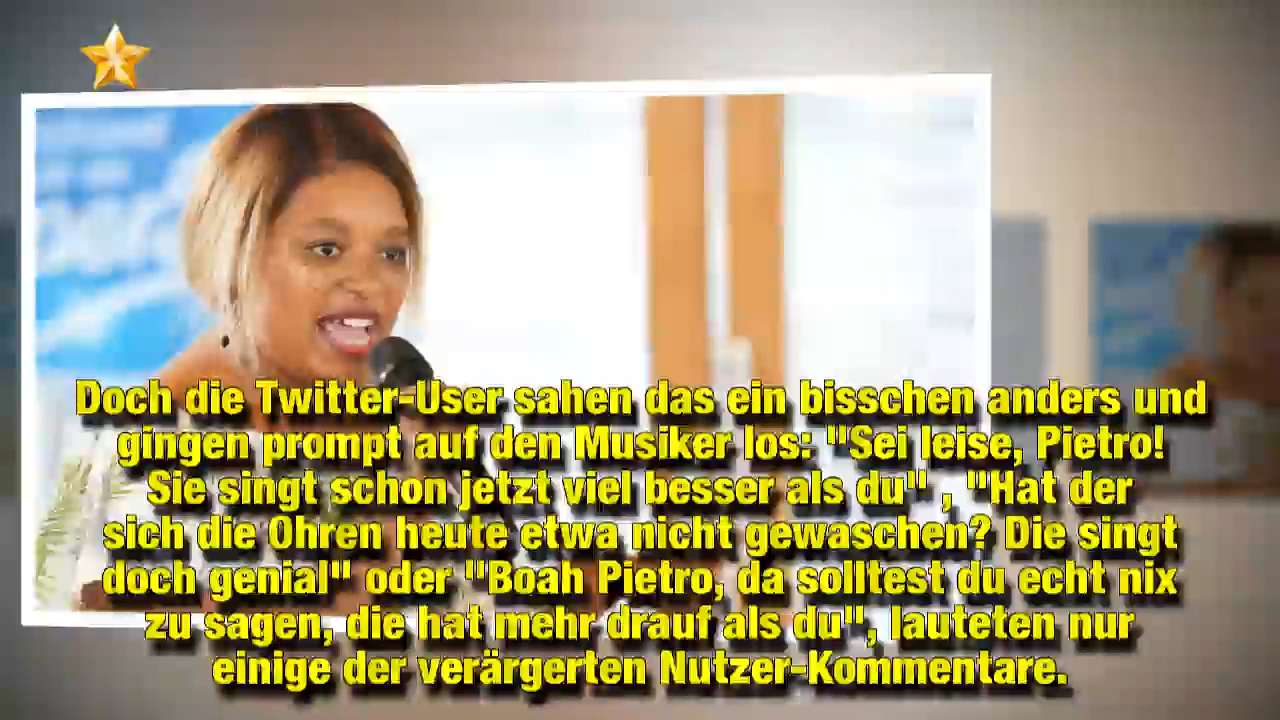 Doch die Twitter-User sahen das ein bisschen anders und
gingen prompt auf den Musiker los: "Sei leise, Pietro!
Sie singt schon jetzt viel besser als du" , "Hat der
sich die Ohren heute etwa nicht gewaschen? Die singt
doch genial" oder "Boah Pietro, da solltest du echt nix
zu sagen, die hat mehr drauf als du", lauteten nur
einige der verärgerten Nutzer-Kommentare.